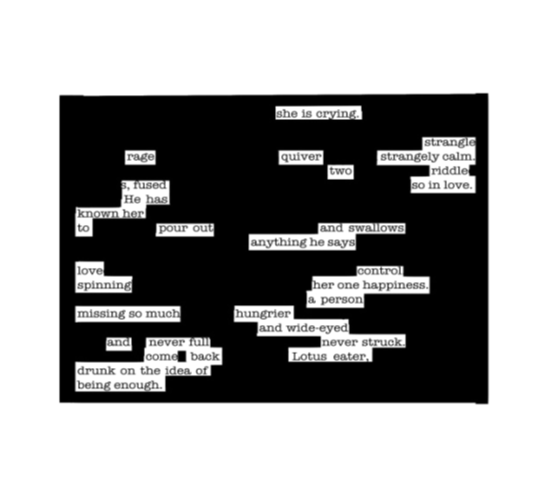 she is crying.
strangle
rage quiver strangely calm.
two riddle
s, fused so in love.
He has
known her
to pour out and swallows
anything he says
love control
spinning her one happiness.
a person
missing so much hungrier
and wide-eyed
and never full never struck.
come back Lotus eater,
drunk on the idea of
being enough.